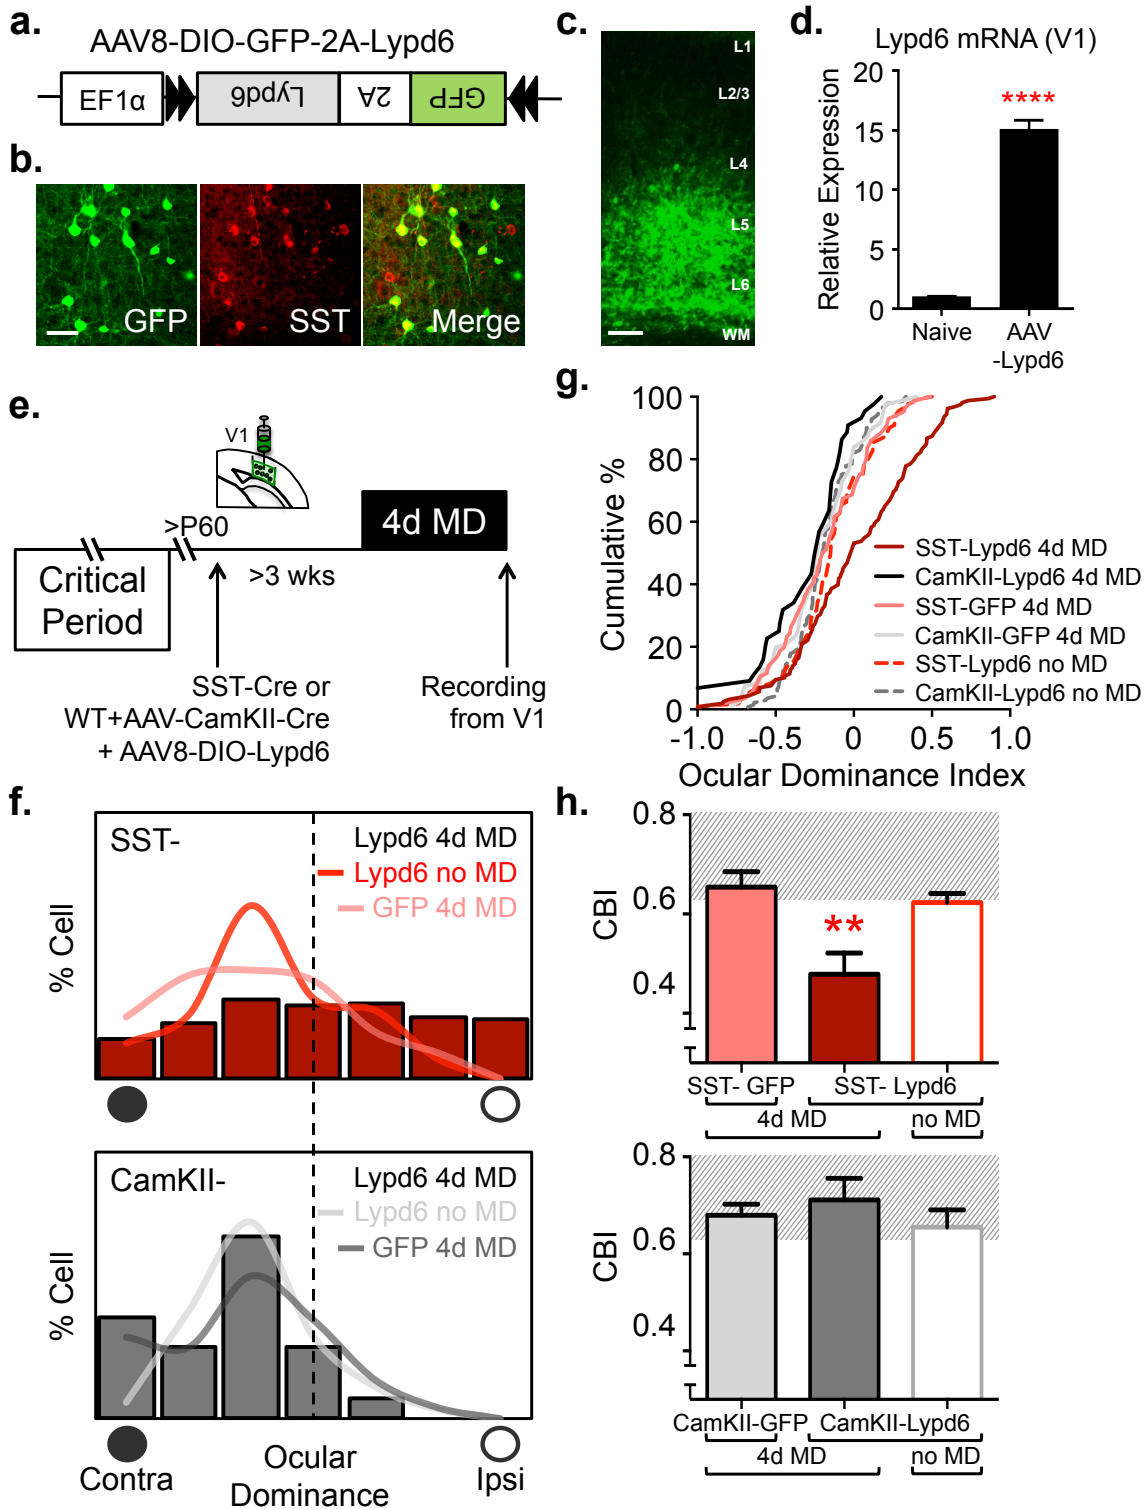 a.
AAV8-DIO-GFP-2A-Lypd6
EF1α
Lypd6
2A
GFP
b.
GFP
SST
Merge
c.
L1
L2/3
L4
L5
L6
WM
d.
Lypd6 mRNA (V1)
Relative Expression
20
15
10
5
0
****
Naive
AAV
-Lypd6
e.
V1
>P60
4d MD
Critical
Period
>3 wks
SST-Cre or
WT+AAV-CamKII-Cre
+ AAV8-DIO-Lypd6
Recording
from V1
g.
Cumulative %
100
80
60
40
20
0
-1.0
-0.5
0
0.5
1.0
Ocular Dominance Index
SST-Lypd6 4d MD
CamKII-Lypd6 4d MD
SST-GFP 4d MD
CamKII-GFP 4d MD
SST-Lypd6 no MD
CamKII-Lypd6 no MD
f.
SST-
Lypd6 4d MD
Lypd6 no MD
GFP 4d MD
% Cell
CamKII-
Lypd6 4d MD
Lypd6 no MD
GFP 4d MD
% Cell
Contra
Ocular
Dominance
Ipsi
h.
CBI
0.8
0.6
0.4
**
SST- GFP
SST- Lypd6
4d MD
no MD
CBI
0.8
0.6
0.4
CamKII-GFP
CamKII-Lypd6
4d MD
no MD